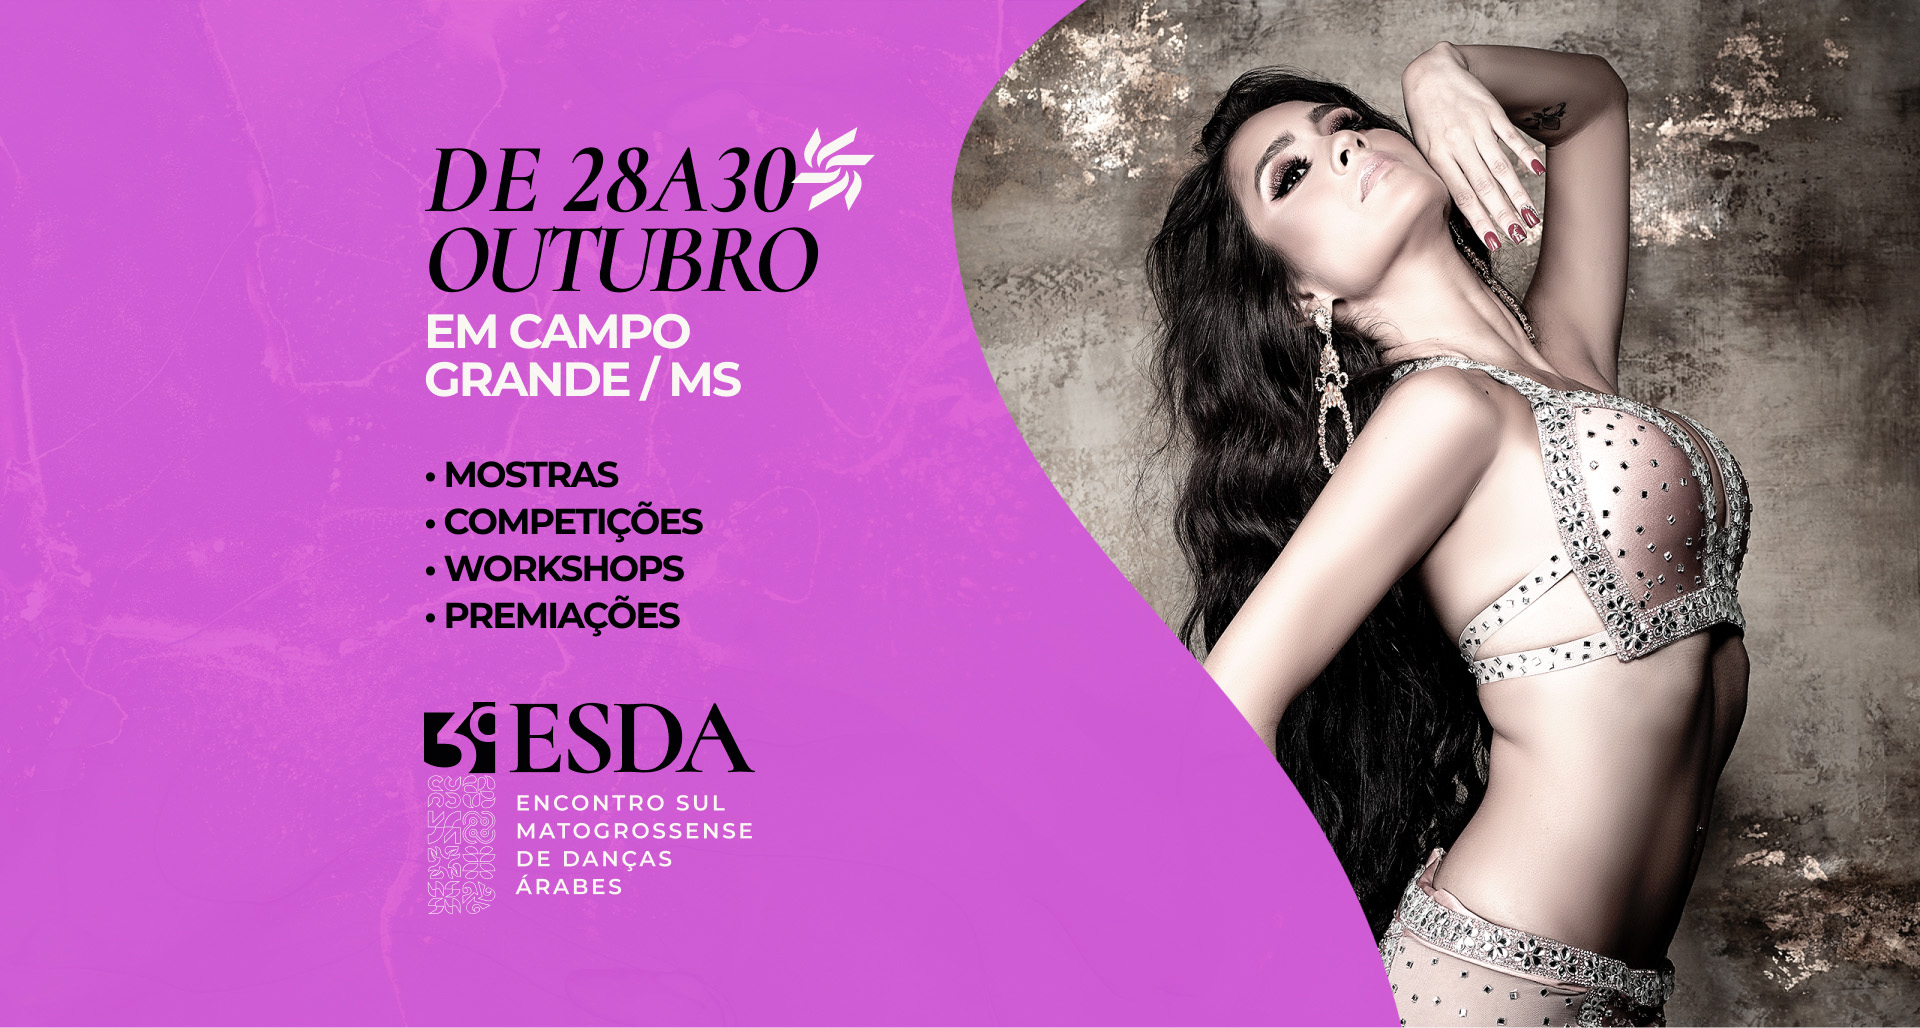 DE 28A30
OUTUBRO
EM CAMPO
GRANDE / MS
• MOSTRAS
• COMPETIÇÕES
• WORKSHOPS
• PREMIAÇÕES
3º ESDA
ENCONTRO SUL
MATOGROSSENSE
DE DANÇAS
ÁRABES